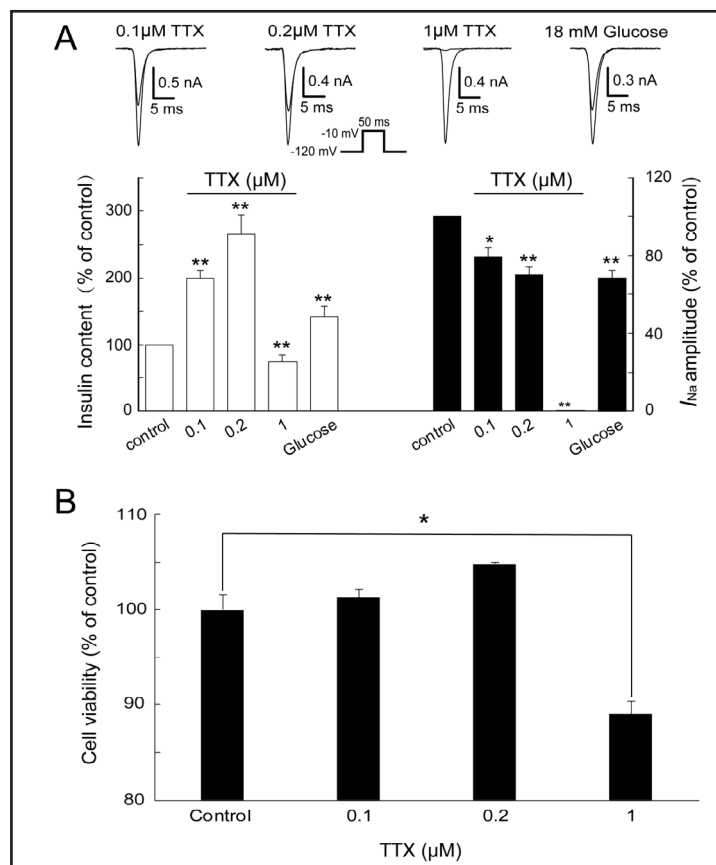 A
0.1μM TTX
0.2μM TTX
1μM TTX
18 mM Glucose
0.5 nA
5 ms
0.4 nA
5 ms
0.4 nA
5 ms
0.3 nA
5 ms
50 ms
-10 mV
-120 mV
TTX (μM)
TTX (μM)
Insulin content (% of control)
300
200
100
0
**
**
**
**
control
0.1
0.2
1
Glucose
*
**
**
**
control
0.1
0.2
1
Glucose
120
80
40
0
INa amplitude (% of control)
B
Cell viability (% of control)
110
100
90
80
*
Control
0.1
0.2
1
TTX (μM)